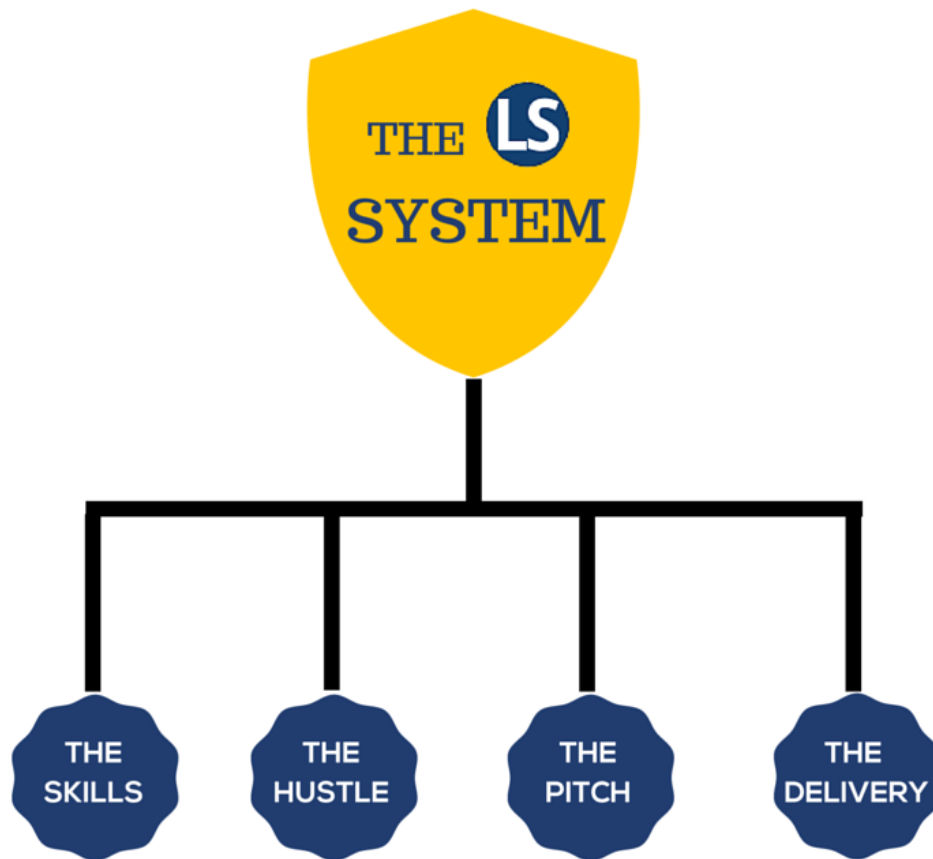 THE LS
SYSTEM
THE
SKILLS
THE
HUSTLE
THE
PITCH
THE
DELIVERY